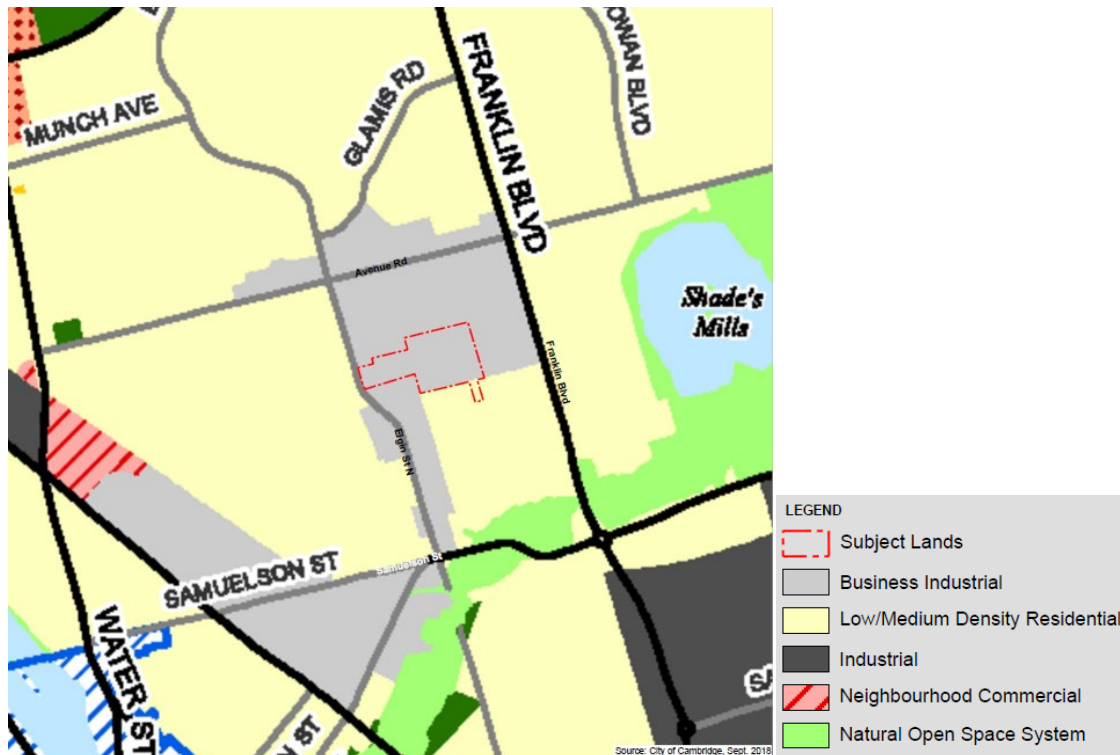 OWAN BLVD
MUNCH AVE
GLAMIS RD
FRANKLIN BLVD
Avenue Rd
Shade's
Mills
Franklin Blvd
Elgin St N
Samuelson St
SAMUELSON ST
WATER ST
N ST
SA
Source: City of Cambridge, Sept. 2018
LEGEND
Subject Lands
Business Industrial
Low/Medium Density Residential
Industrial
Neighbourhood Commercial
Natural Open Space System